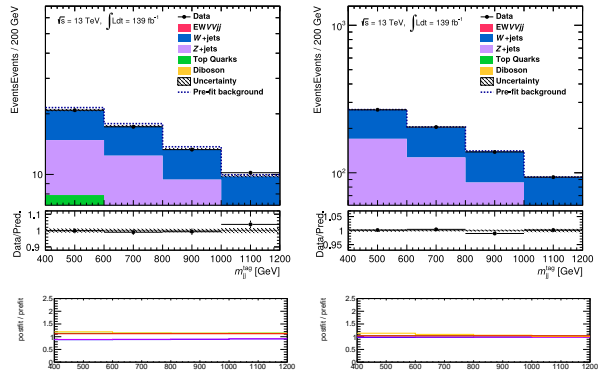 EventsEvents / 200 GeV
√s = 13 TeV, ∫Ldt = 139 fb⁻¹
Data
EWVVjj
W+jets
Z+jets
Top Quarks
Diboson
Uncertainty
Pre-fit background
10
Data/Pred.
1.1
1
0.9
400 500 600 700 800 900 1000 1100 1200
m_jj^tag [GeV]
postfit / prefit
2.5
2
1.5
1
0.5
0
400 500 600 700 800 900 1000 1100 1200
EventsEvents / 200 GeV
√s = 13 TeV, ∫Ldt = 139 fb⁻¹
Data
EWVVjj
W+jets
Z+jets
Top Quarks
Diboson
Uncertainty
Pre-fit background
10³
10²
Data/Pred.
1.05
1
0.95
400 500 600 700 800 900 1000 1100 1200
m_jj^tag [GeV]
postfit / prefit
2.5
2
1.5
1
0.5
0
400 500 600 700 800 900 1000 1100 1200